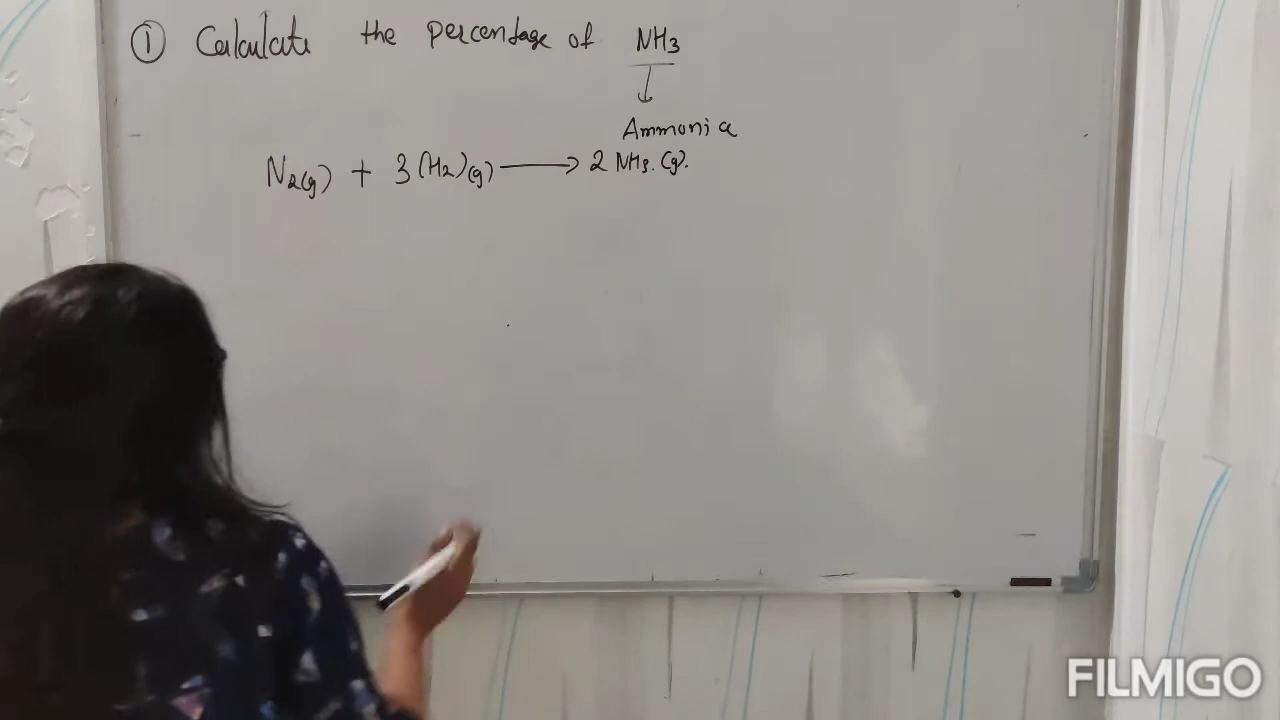 ① Calculate the percentage of NH3
↓
Ammonia
N2(g) + 3(H2)(g) ⟶ 2 NH3.(g).
FILMIGO